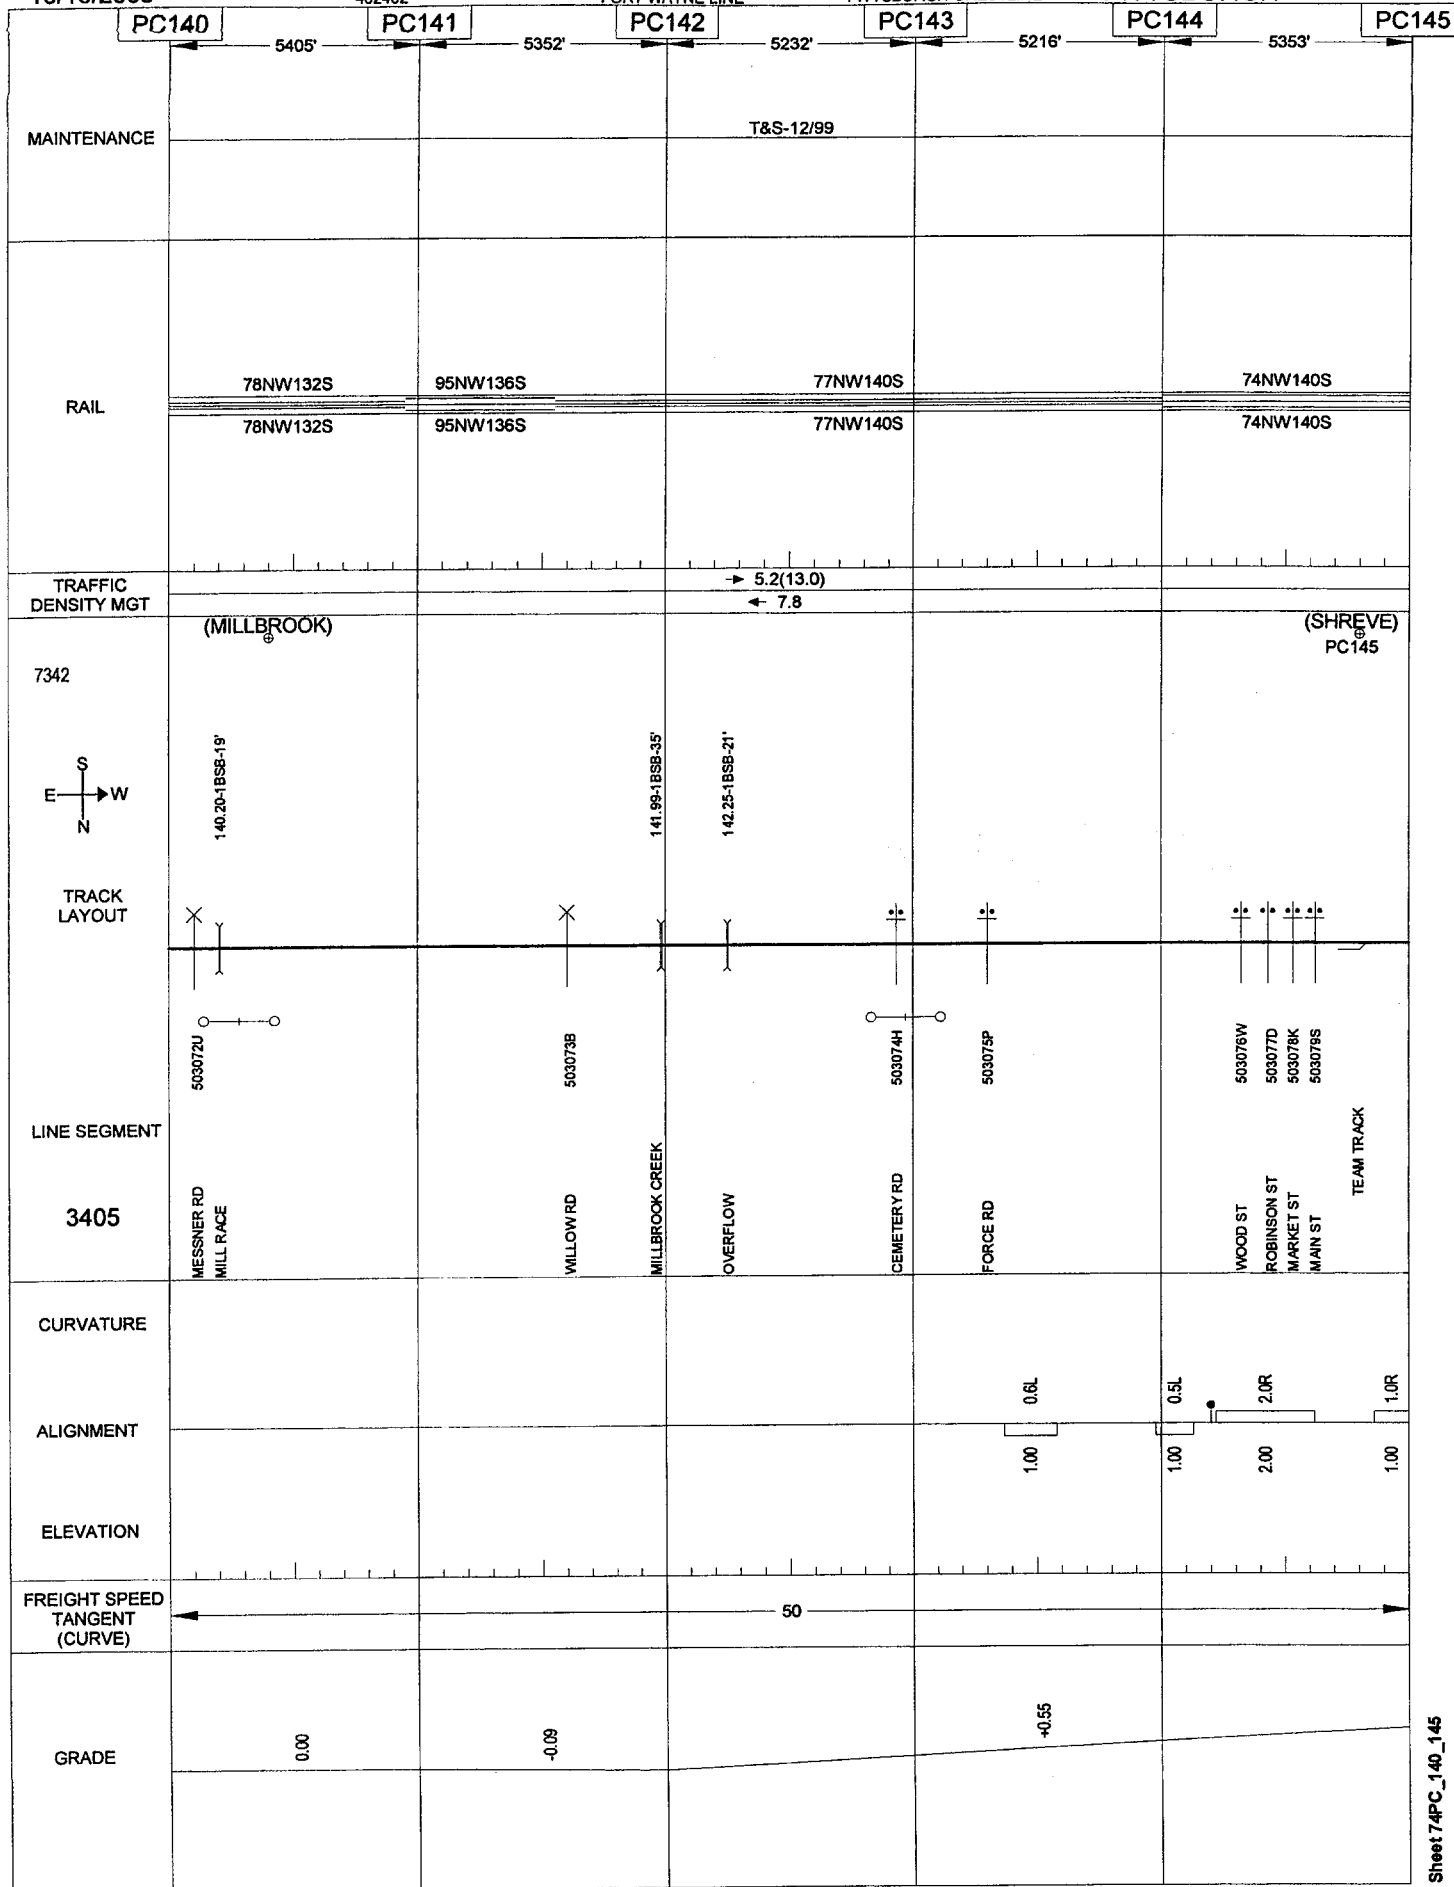 PC140 PC141 PC142 PC143 PC144 PC145
5405' 5352' 5232' 5216' 5353'
MAINTENANCE
T&S-12/99
78NW132S 95NW136S 77NW140S 74NW140S
RAIL
78NW132S 95NW136S 77NW140S 74NW140S
TRAFFIC
DENSITY MGT
5.2(13.0)
7.8
(MILLBROOK) (SHREVE)
PC145
7342
S
E W
N
140.20-1BSB-19' 141.99-1BSB-35' 142.25-1BSB-21'
TRACK
LAYOUT
503072U 503073B 503074H 503075P 503076W 503077D 503078K 503079S
LINE SEGMENT
3405
MESSNER RD
MILL RACE
WILLOW RD
MILLBROOK CREEK
OVERFLOW
CEMETERY RD
FORCE RD
WOOD ST
ROBINSON ST
MARKET ST
MAIN ST
TEAM TRACK
CURVATURE
0.6L 0.5L 2.0R 1.0R
ALIGNMENT
1.00 1.00 2.00 1.00
ELEVATION
FREIGHT SPEED
TANGENT
(CURVE)
50
GRADE
0.00 -0.09 +0.55
Sheet 74PC_140_145